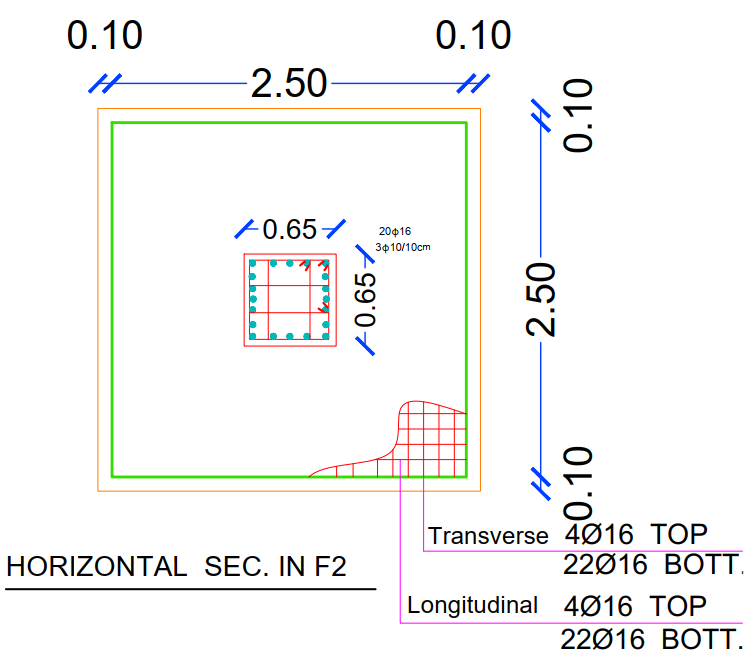 0.10 0.10
2.50
0.10
0.65
20ϕ16
3ϕ10/10cm
0.65
2.50
0.10
Transverse 4Ø16 TOP
22Ø16 BOTT.
HORIZONTAL SEC. IN F2
Longitudinal 4Ø16 TOP
22Ø16 BOTT.